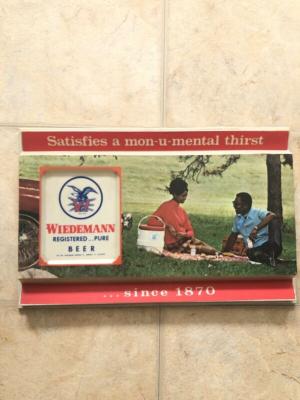 Satisfies a mon-u-mental thirst
WIEDEMANN
REGISTERED...PURE
BEER
...since 1870